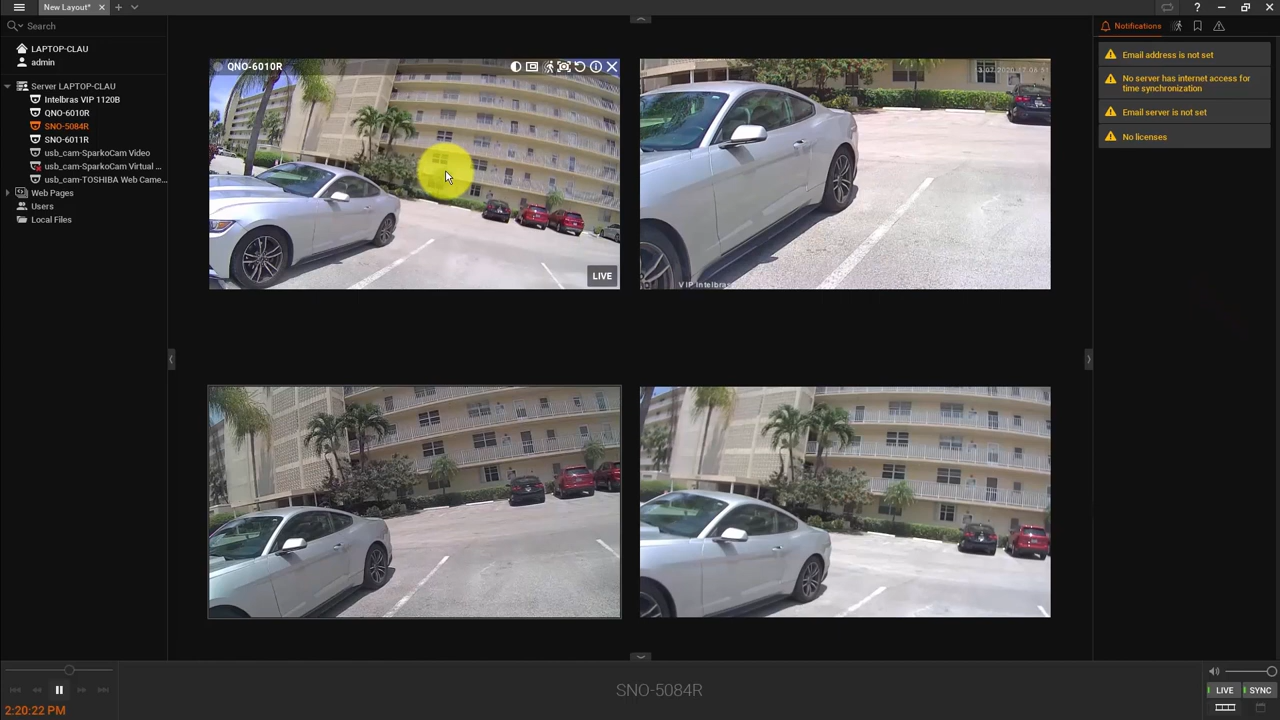 New Layout*
Search
LAPTOP-CLAU
admin
Server LAPTOP-CLAU
Intelbras VIP 1120B
QNO-6010R
SNO-5084R
SNO-6011R
usb_cam-SparkoCam Video
usb_cam-SparkoCam Virtual ...
usb_cam-TOSHIBA Web Came...
Web Pages
Users
Local Files
QNO-6010R
LIVE
VIP Intelbras
Notifications
Email address is not set
No server has internet access for
time synchronization
Email server is not set
No licenses
2:20:22 PM
SNO-5084R
LIVE
SYNC